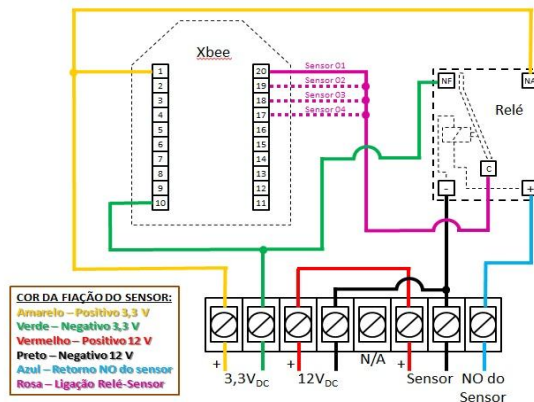 Xbee
1
2
3
4
5
6
7
8
9
10
20
19
18
17
16
15
14
13
12
11
Sensor 01
Sensor 02
Sensor 03
Sensor 04
NF
NA
Relé
C
-
+
COR DA FIAÇÃO DO SENSOR:
Amarelo – Positivo 3,3 V
Verde – Negativo 3,3 V
Vermelho – Positivo 12 V
Preto – Negativo 12 V
Azul – Retorno NO do sensor
Rosa – Ligação Relé-Sensor
+
3,3VDC
+
12VDC
N/A
+
Sensor
NO do
Sensor